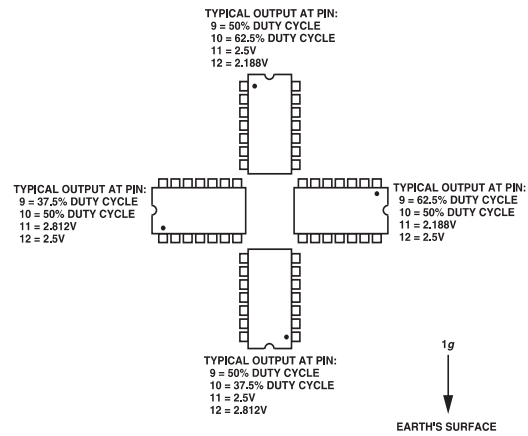 TYPICAL OUTPUT AT PIN:
9 = 50% DUTY CYCLE
10 = 62.5% DUTY CYCLE
11 = 2.5V
12 = 2.188V
TYPICAL OUTPUT AT PIN:
9 = 37.5% DUTY CYCLE
10 = 50% DUTY CYCLE
11 = 2.812V
12 = 2.5V
TYPICAL OUTPUT AT PIN:
9 = 62.5% DUTY CYCLE
10 = 50% DUTY CYCLE
11 = 2.188V
12 = 2.5V
TYPICAL OUTPUT AT PIN:
9 = 50% DUTY CYCLE
10 = 37.5% DUTY CYCLE
11 = 2.5V
12 = 2.812V
1g
EARTH'S SURFACE